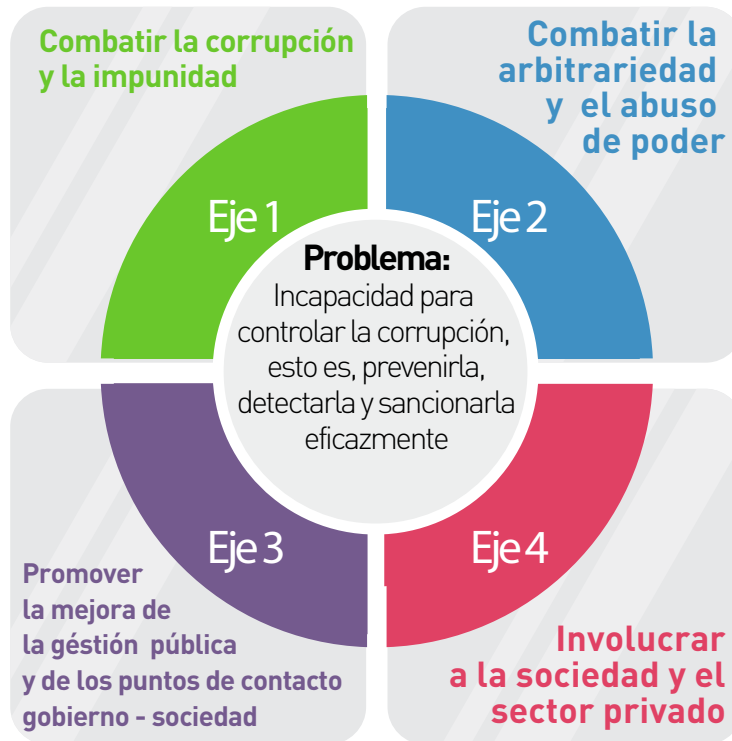 Combatir la corrupción
y la impunidad
Combatir la
arbitrariedad
y el abuso
de poder
Eje 1
Eje 2
Problema:
Incapacidad para
controlar la corrupción,
esto es, prevenirla,
detectarla y sancionarla
eficazmente
Eje 3
Eje 4
Promover
la mejora de
la géstión pública
y de los puntos de contacto
gobierno - sociedad
Involucrar
a la sociedad y el
sector privado